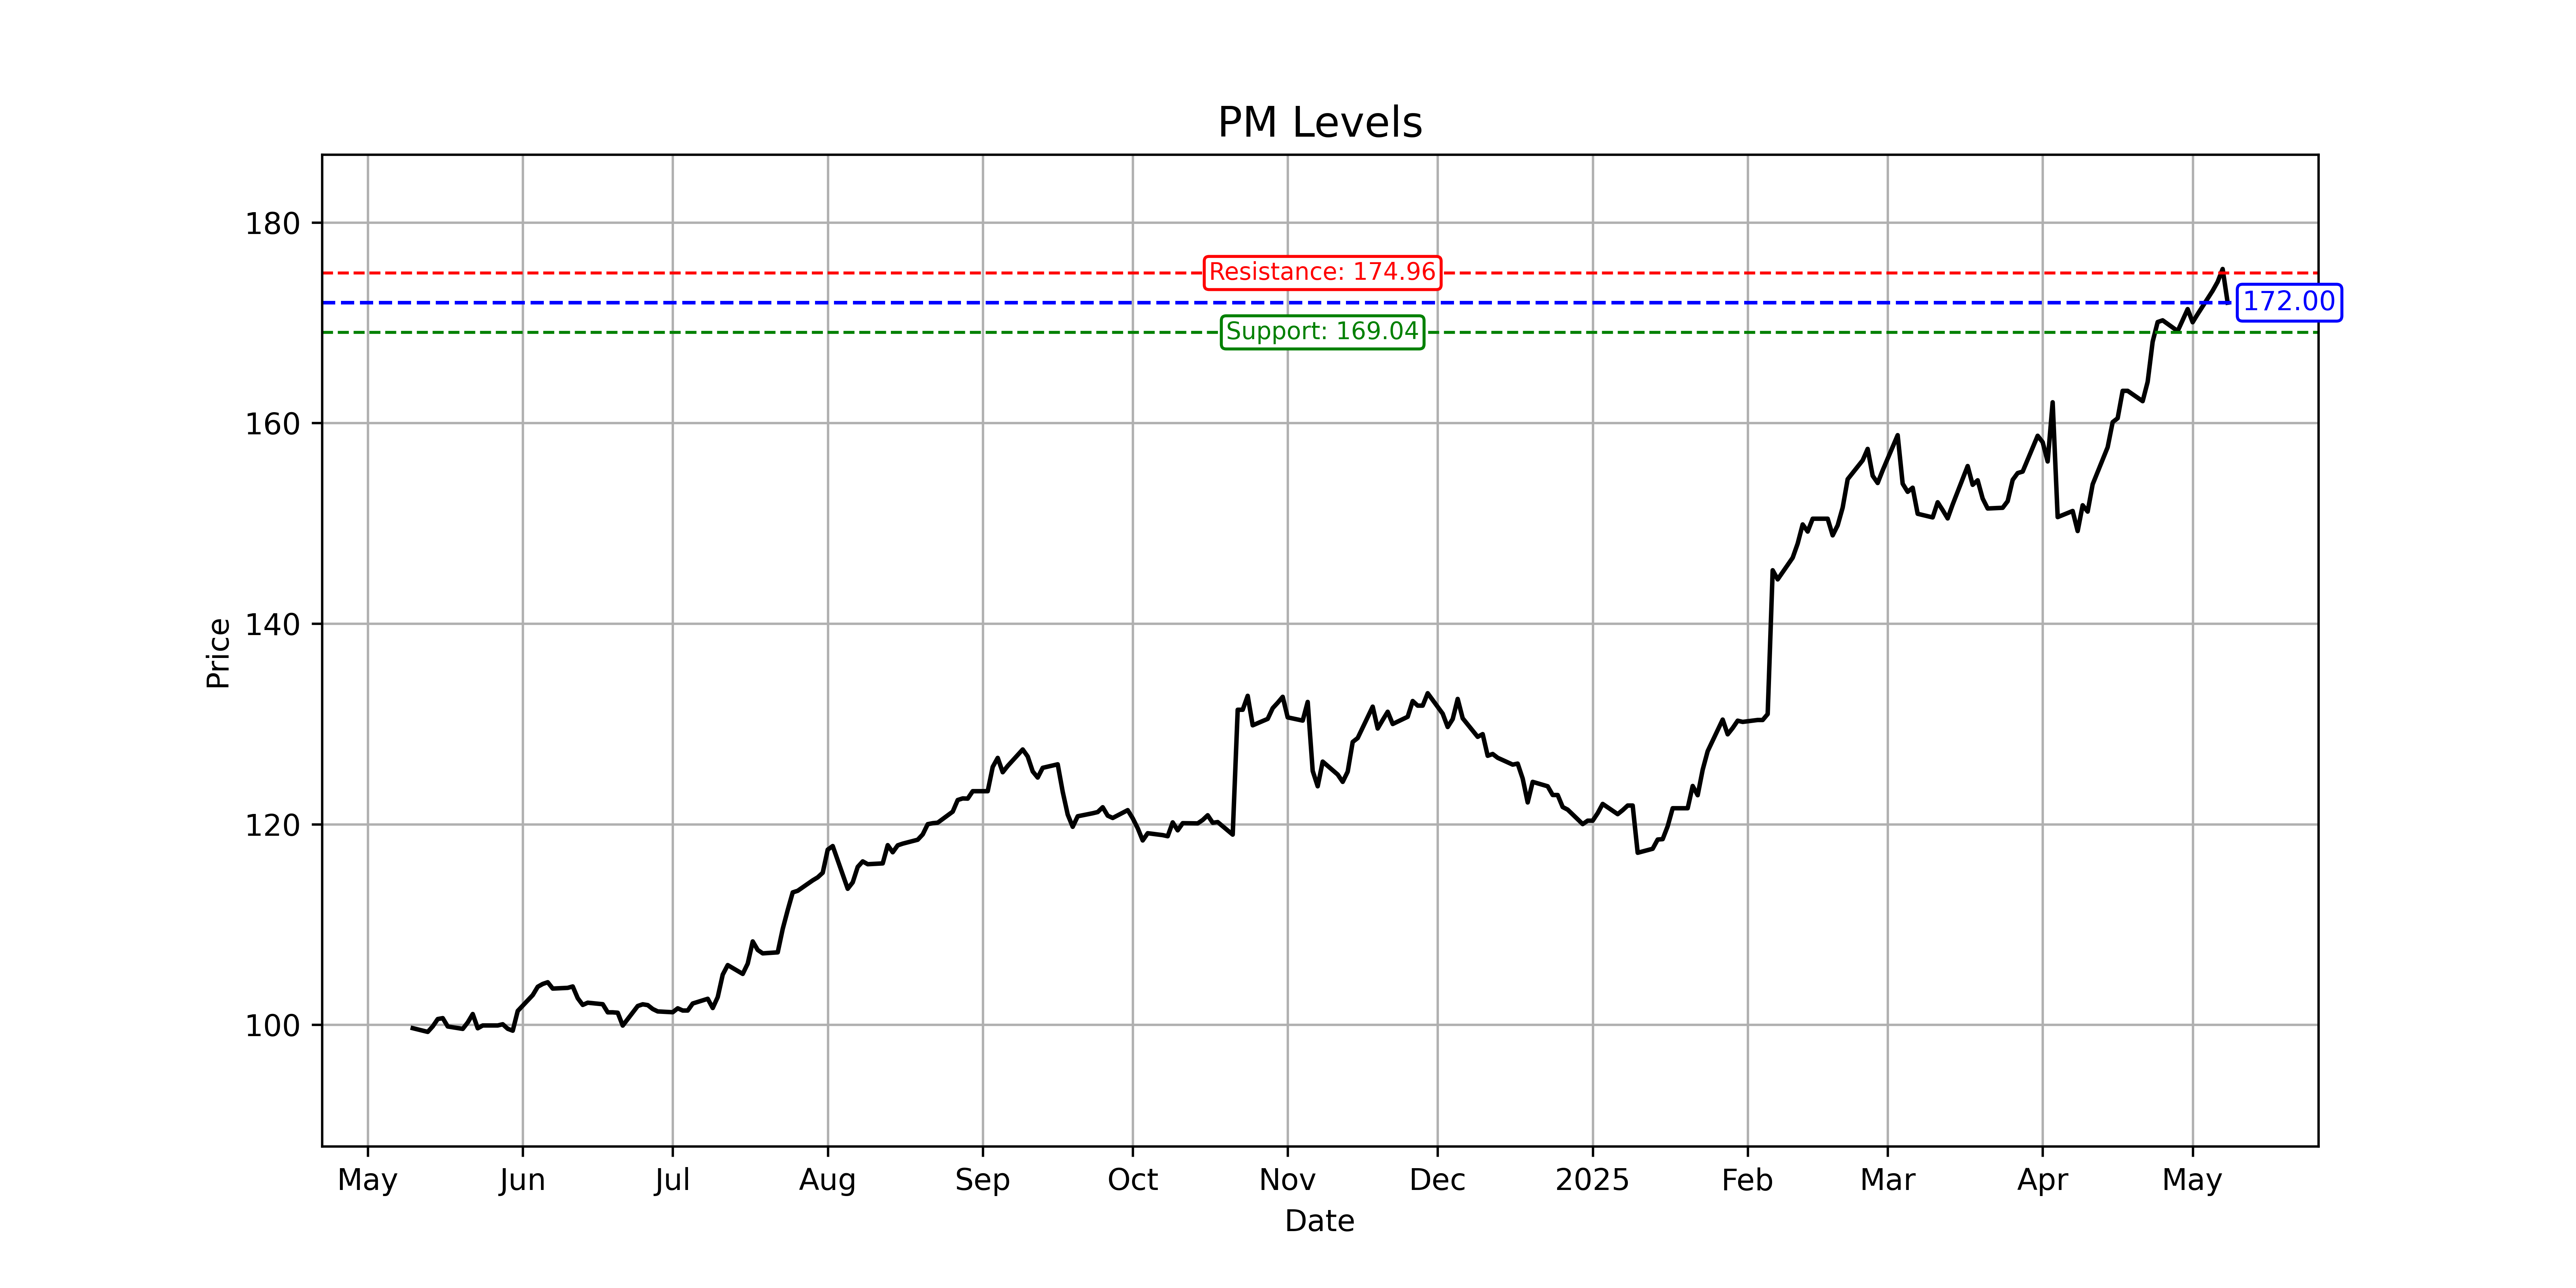 PM Levels
180
Resistance: 174.96
172.00
Support: 169.04
160
140
Price
120
100
May Jun Jul Aug Sep Oct Nov Dec 2025 Feb Mar Apr May
Date